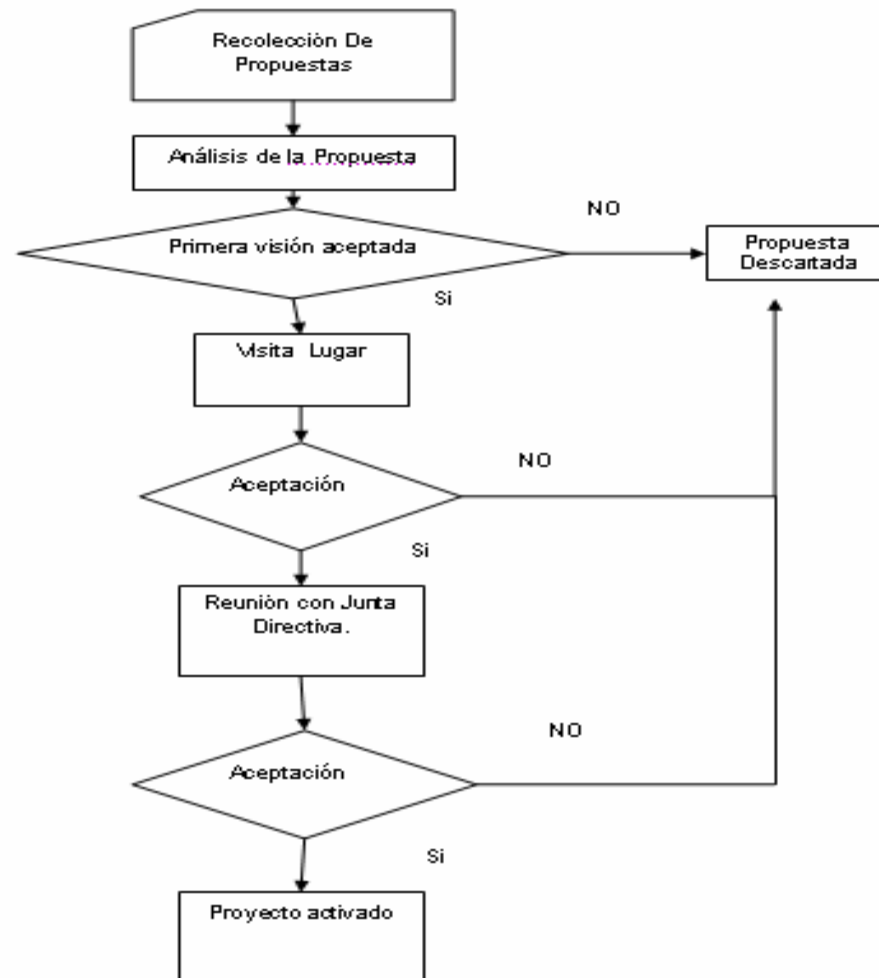 Recolección De
Propuestas
Análisis de la Propuesta
NO
Primera visión aceptada
Propuesta
Descartada
Si
Visita Lugar
NO
Aceptación
Si
Reunión con Junta
Directiva.
NO
Aceptación
Si
Proyecto activado